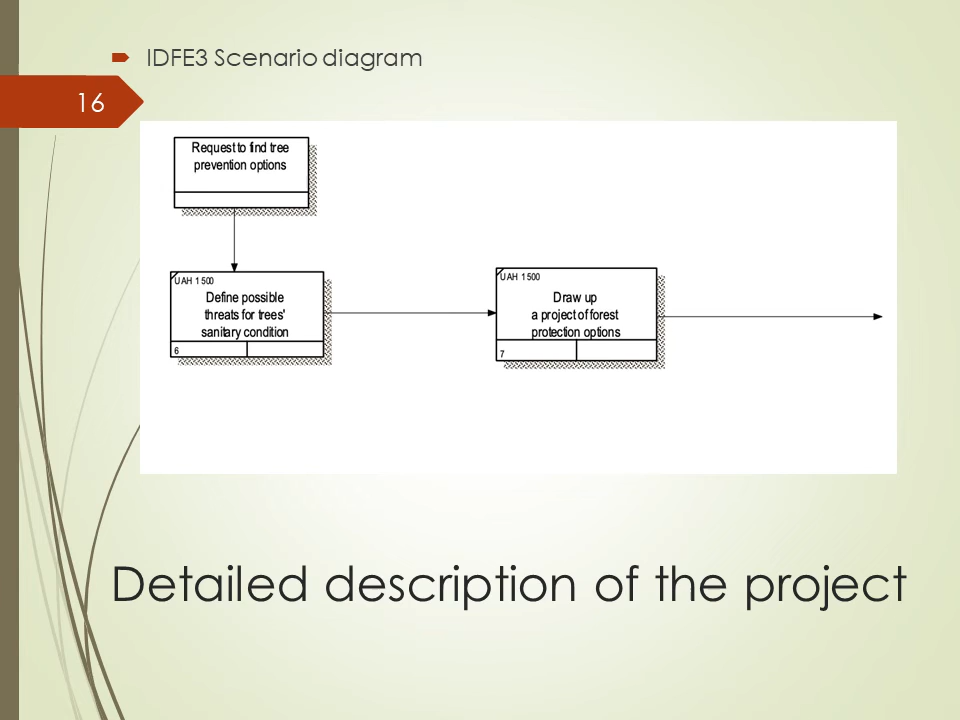 IDFE3 Scenario diagram
16
Request to find tree
prevention options
UAH 1 500
Define possible
threats for trees'
sanitary condition
6
UAH 1 500
Draw up
a project of forest
protection options
7
Detailed description of the project